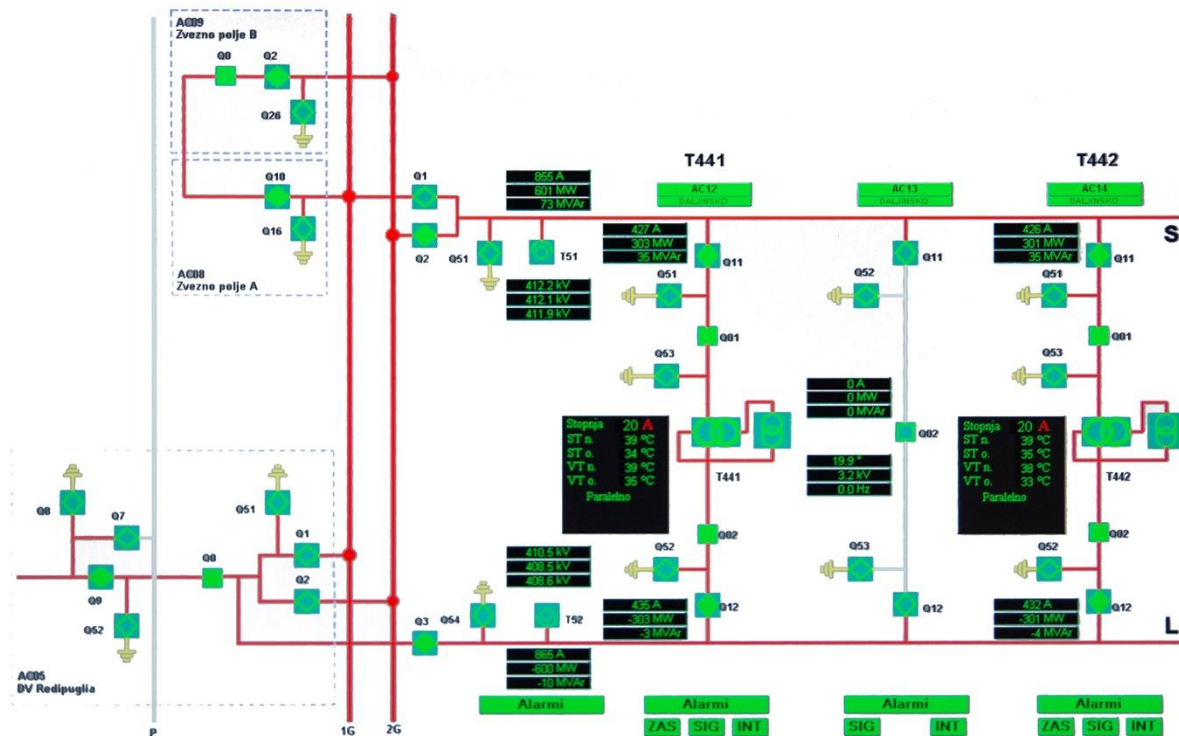 AC09
Zvezno polje B
Q0
Q2
Q26
Q10
Q16
AC08
Zvezno polje A
Q1
Q2
Q51
T51
855 A
601 MW
73 MVAr
412.2 kV
412.1 kV
411.9 kV
T441
AC12
DALJINSKO
AC13
DALJINSKO
T442
AC14
DALJINSKO
S
427 A
303 MW
35 MVAr
Q11
Q51
Q01
Q53
Q52
Q11
426 A
301 MW
35 MVAr
Q11
Q51
Q01
Q53
Stopnja 20 A
ST n. 39 ºC
ST o. 34 ºC
VT n. 39 ºC
VT o. 35 ºC
Paralelno
T441
0 A
0 MW
0 MVAr
Q02
19.9 °
3.2 kV
0.0 Hz
Stopnja 20 A
ST n. 39 ºC
ST o. 35 ºC
VT n. 38 ºC
VT o. 33 ºC
Paralelno
T442
Q8
Q7
Q51
Q1
Q0
Q2
Q9
Q52
AC05
DV Redipuglia
Q3
Q54
T52
410.5 kV
408.5 kV
408.6 kV
865 A
-600 MW
-10 MVAr
Q02
Q52
435 A
-303 MW
-3 MVAr
Q12
Q53
Q12
Q02
Q52
432 A
-301 MW
-4 MVAr
Q12
L
P
1G
2G
Alarmi
Alarmi
ZAS SIG INT
Alarmi
SIG INT
Alarmi
ZAS SIG INT